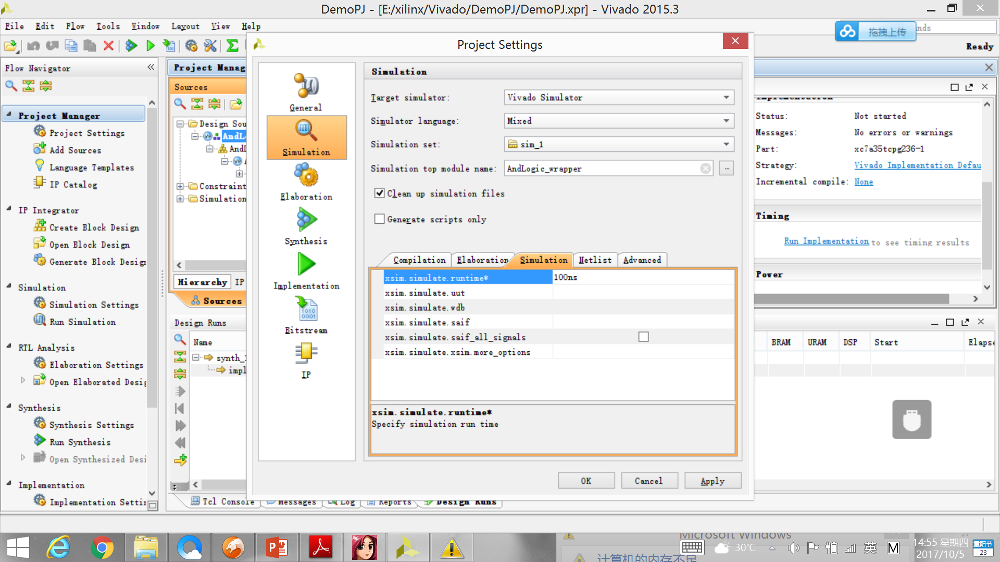 DemoPJ - [E:/xilinx/Vivado/DemoPJ/DemoPJ.xpr] - Vivado 2015.3
File Edit Flow Tools Window Layout View Help
拖拽上传
Ready
Flow Navigator
Project Manager
Project Settings
Add Sources
Language Templates
IP Catalog
IP Integrator
Create Block Design
Open Block Design
Generate Block Design
Simulation
Simulation Settings
Run Simulation
RTL Analysis
Elaboration Settings
Open Elaborated
Synthesis
Synthesis Settings
Run Synthesis
Open Synthesized
Implementation
Implementation
Project
Sources
Design
Constraint
Simulation
Hierarchy IP
Sources
Design Runs
Name
synth_1
impl
Project Settings
General
Simulation
Elaboration
Synthesis
Implementation
Bitstream
IP
Simulation
Target simulator: Vivado Simulator
Simulator language: Mixed
Simulation set: sim_1
Simulation top module name: AndLogic_wrapper ...
Clean up simulation files
Generate scripts only
Compilation Elaboration Simulation Netlist Advanced
xsim.simulate.runtime* 100ns
xsim.simulate.uut
xsim.simulate.wdb
xsim.simulate.saif
xsim.simulate.saif_all_signals
xsim.simulate.xsim.more_options
xsim.simulate.runtime*
Specify simulation run time
OK Cancel Apply
Implementation
Status: Not started
Messages: No errors or warnings
Part: xc7a35tcpg236-1
Strategy: Vivado Implementation Defau
Incremental compile: None
Timing
Run Implementation to see timing results
Power
BRAM URAM DSP Start Elapse
Tcl Console Messages Log Reports Design Runs
Microsoft Windows
计算机的内存不足
30°C
英
M
14:55 星期四
2017/10/5
重阳节
23